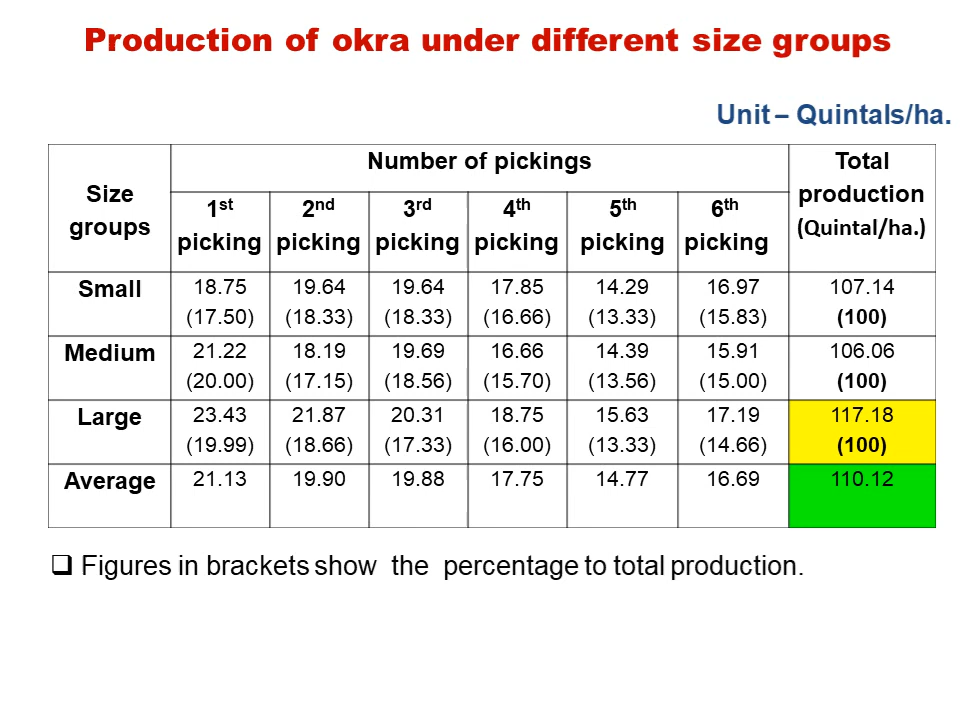 Production of okra under different size groups
Unit – Quintals/ha.
Size groups
Number of pickings
Total production (Quintal/ha.)
1st picking
2nd picking
3rd picking
4th picking
5th picking
6th picking
Small 18.75 19.64 19.64 17.85 14.29 16.97 107.14
(17.50) (18.33) (18.33) (16.66) (13.33) (15.83) (100)
Medium 21.22 18.19 19.69 16.66 14.39 15.91 106.06
(20.00) (17.15) (18.56) (15.70) (13.56) (15.00) (100)
Large 23.43 21.87 20.31 18.75 15.63 17.19 117.18
(19.99) (18.66) (17.33) (16.00) (13.33) (14.66) (100)
Average 21.13 19.90 19.88 17.75 14.77 16.69 110.12
❑ Figures in brackets show the percentage to total production.